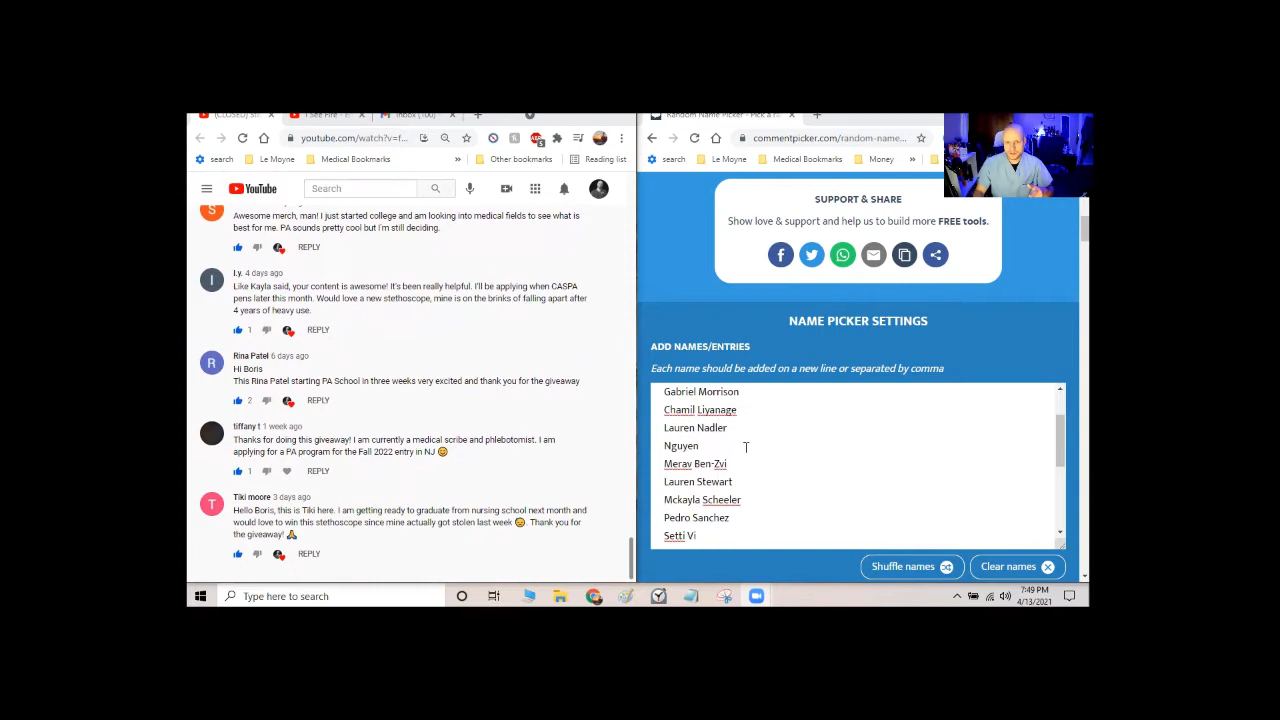 (CLOSED) St
I See Fire - E
Inbox (100)
youtube.com/watch?v=f...
search
Le Moyne
Medical Bookmarks
»
Other bookmarks
Reading list
YouTube
Search
S
Awesome merch, man! I just started college and am looking into medical fields to see what is
best for me. PA sounds pretty cool but I'm still deciding.
REPLY
I
I.y. 4 days ago
Like Kayla said, your content is awesome! It's been really helpful. I'll be applying when CASPA
pens later this month. Would love a new stethoscope, mine is on the brinks of falling apart after
4 years of heavy use.
1 REPLY
R
Rina Patel 6 days ago
Hi Boris
This Rina Patel starting PA School in three weeks very excited and thank you for the giveaway
2 REPLY
tiffany t 1 week ago
Thanks for doing this giveaway! I am currently a medical scribe and phlebotomist. I am
applying for a PA program for the Fall 2022 entry in NJ 😊
1 REPLY
T
Tiki moore 3 days ago
Hello Boris, this is Tiki here. I am getting ready to graduate from nursing school next month and
would love to win this stethoscope since mine actually got stolen last week 😔. Thank you for
the giveaway! 🙏
REPLY
Random Name Picker - Pick a r
commentpicker.com/random-name...
search
Le Moyne
Medical Bookmarks
Money
»
SUPPORT & SHARE
Show love & support and help us to build more FREE tools.
NAME PICKER SETTINGS
ADD NAMES/ENTRIES
Each name should be added on a new line or separated by comma
Gabriel Morrison
Chamil Liyanage
Lauren Nadler
Nguyen
Merav Ben-Zvi
Lauren Stewart
Mckayla Scheeler
Pedro Sanchez
Setti Vi
Shuffle names
Clear names
Type here to search
7:49 PM
4/13/2021